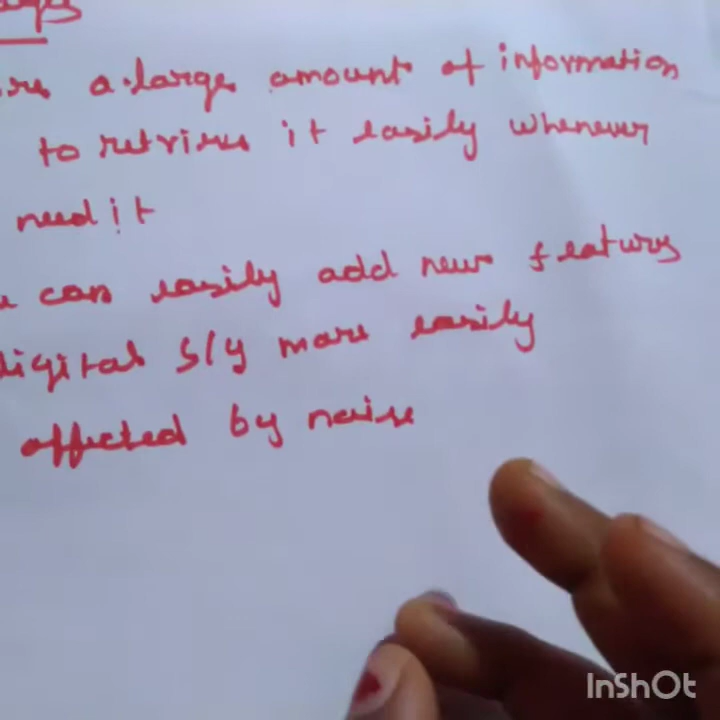 a large amount of information
to retrieve it easily whenever
need it
can easily add new features
digital s/y more easily
affected by noise
InShOt